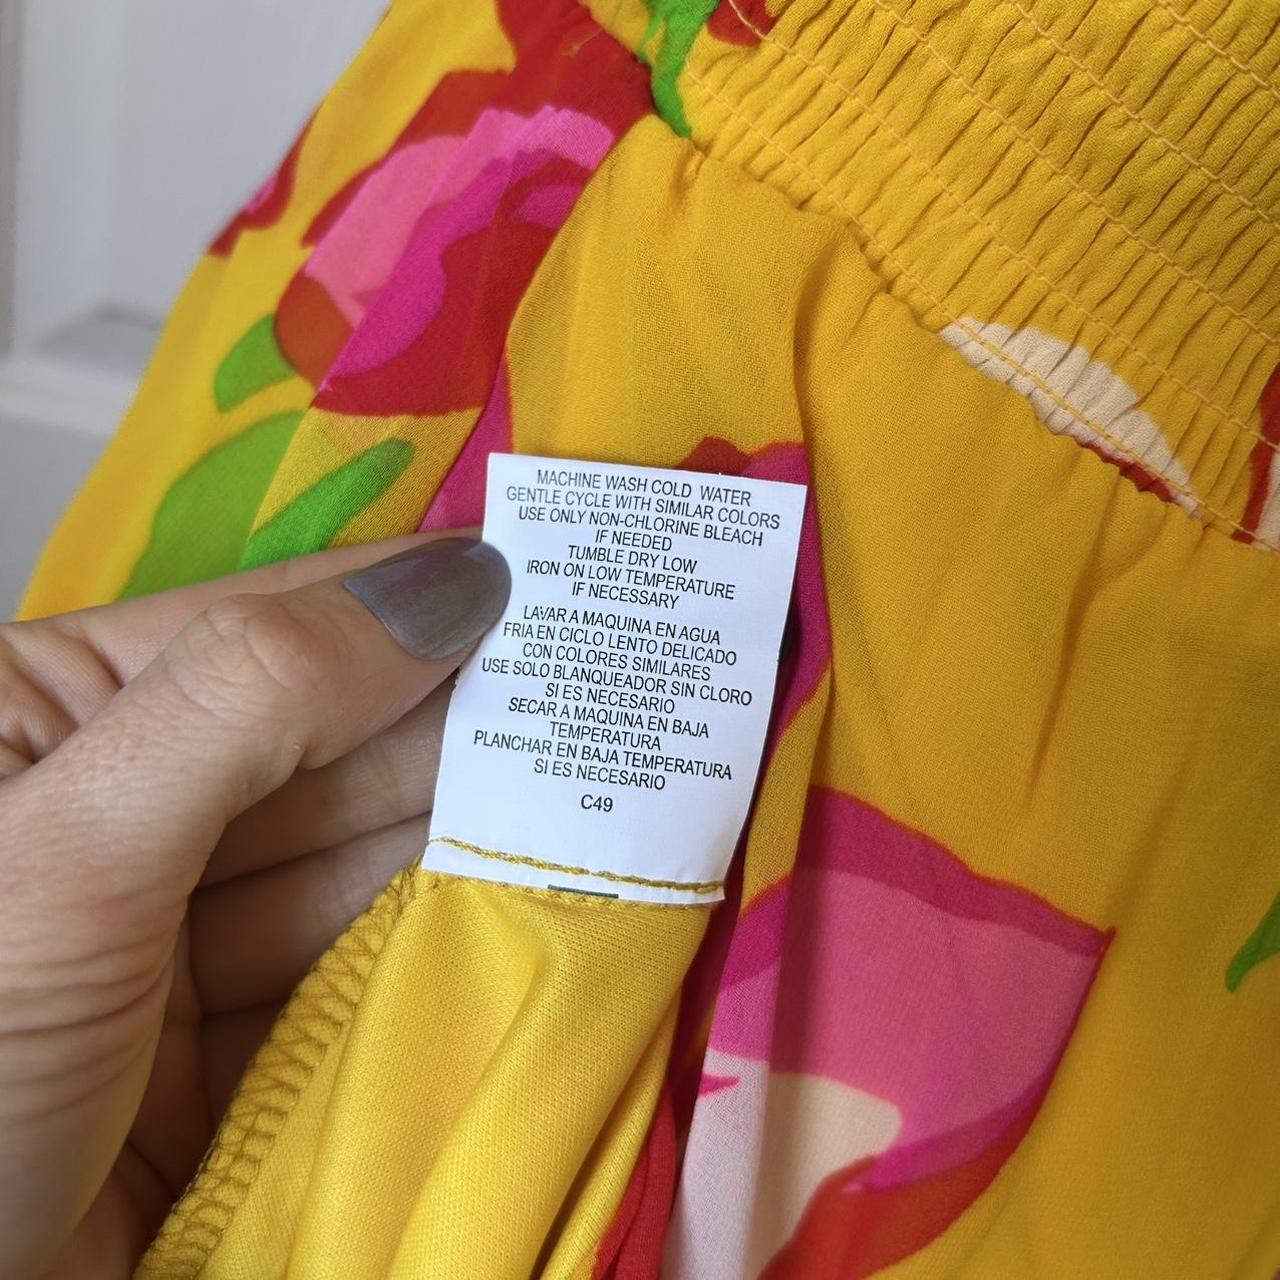 MACHINE WASH COLD WATER
GENTLE CYCLE WITH SIMILAR COLORS
USE ONLY NON-CHLORINE BLEACH
IF NEEDED
TUMBLE DRY LOW
IRON ON LOW TEMPERATURE
IF NECESSARY
LAVAR A MAQUINA EN AGUA
FRIA EN CICLO LENTO DELICADO
CON COLORES SIMILARES
USE SOLO BLANQUEADOR SIN CLORO
SI ES NECESARIO
SECAR A MAQUINA EN BAJA
TEMPERATURA
PLANCHAR EN BAJA TEMPERATURA
SI ES NECESARIO
C49